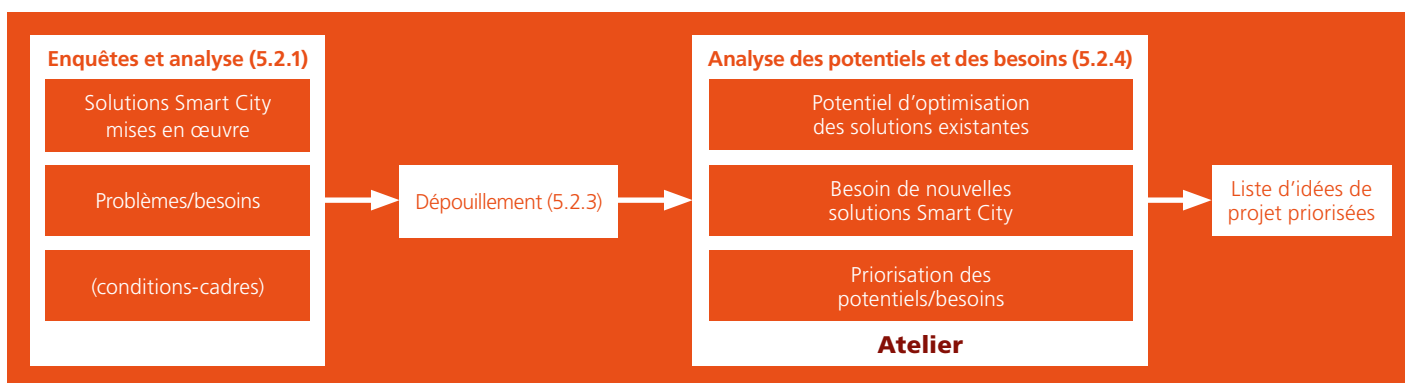 Enquêtes et analyse (5.2.1)
Solutions Smart City
mises en œuvre
Problèmes/besoins
(conditions-cadres)
Dépouillement (5.2.3)
Analyse des potentiels et des besoins (5.2.4)
Potentiel d’optimisation
des solutions existantes
Besoin de nouvelles
solutions Smart City
Priorisation des
potentiels/besoins
Atelier
Liste d’idées de
projet priorisées